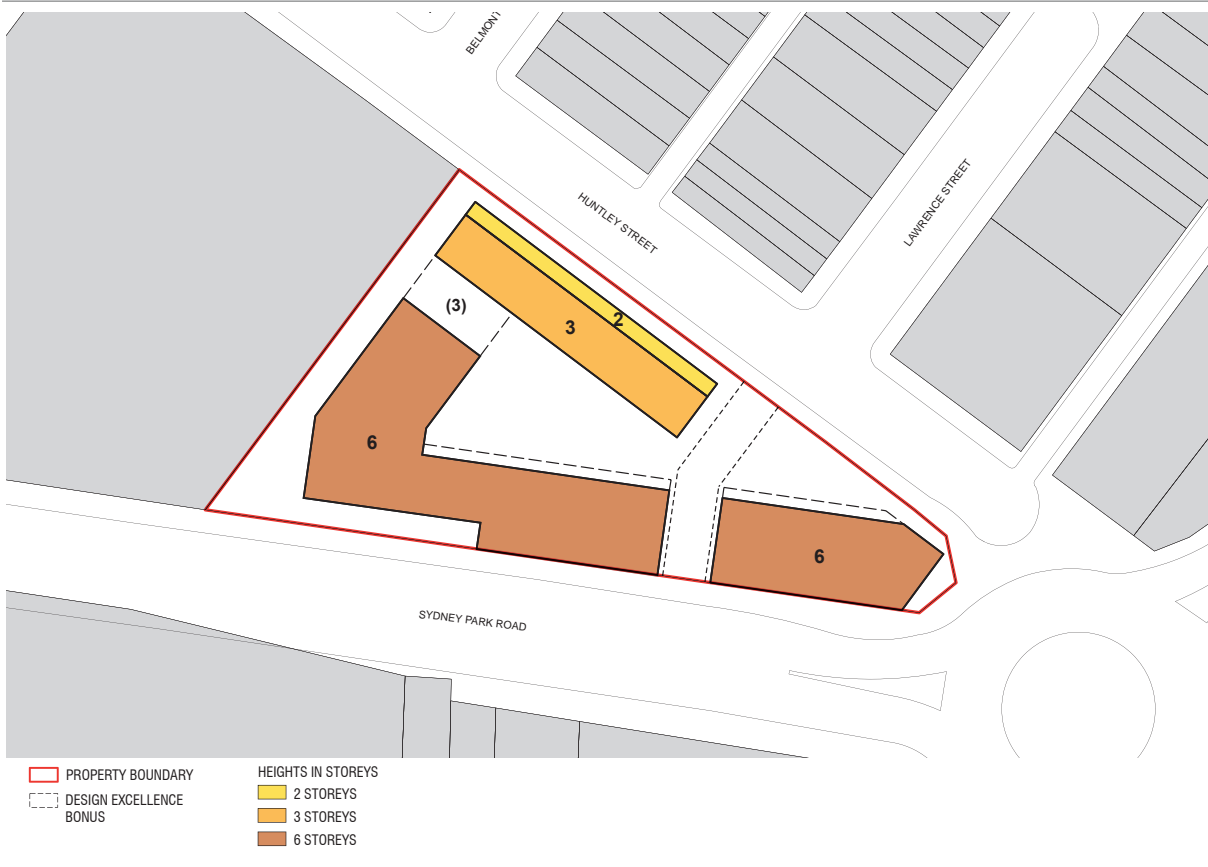 BELMONT
HUNTLEY STREET
LAWRENCE STREET
2
(3)
3
6
6
SYDNEY PARK ROAD
PROPERTY BOUNDARY
DESIGN EXCELLENCE
BONUS
HEIGHTS IN STOREYS
2 STOREYS
3 STOREYS
6 STOREYS